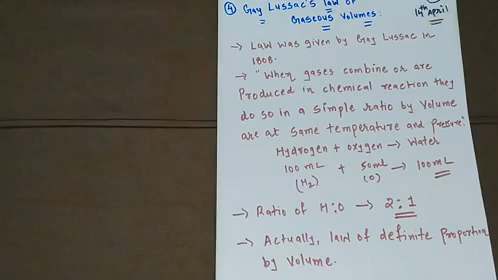 ④ Gay Lussac's law of
Gaseous Volumes:
14th April
→ Law was given by Gay Lussac in
1808.
→ "When gases combine or are
Produced in chemical reaction they
do so in a simple ratio by volume
are at same temperature and pressure."
Hydrogen + oxygen → Water
100 mL + 50ml → 100mL
(H2) (O)
→ Ratio of H:O → 2:1
→ Actually, law of definite proportion
by volume.